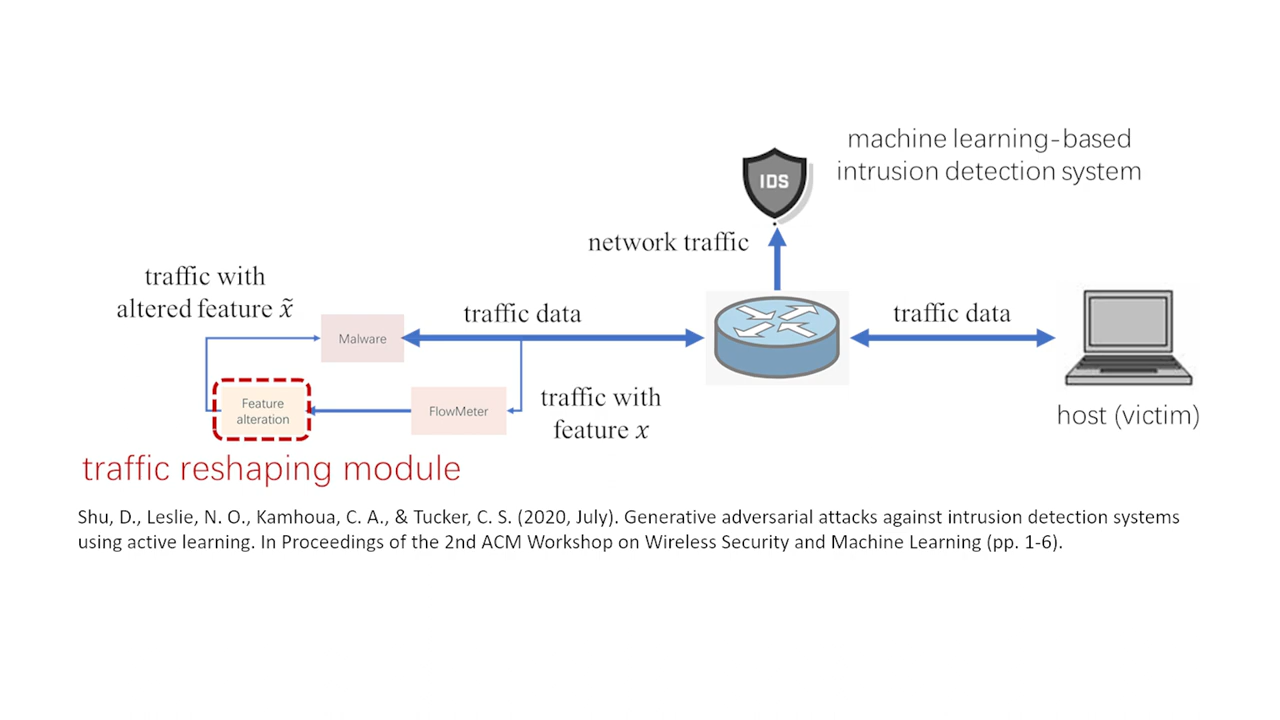 machine learning-based
intrusion detection system
IDS
network traffic
traffic with
altered feature x̃
traffic data
traffic data
Malware
Feature
alteration
FlowMeter
traffic with
feature x
host (victim)
traffic reshaping module
Shu, D., Leslie, N. O., Kamhoua, C. A., & Tucker, C. S. (2020, July). Generative adversarial attacks against intrusion detection systems
using active learning. In Proceedings of the 2nd ACM Workshop on Wireless Security and Machine Learning (pp. 1-6).